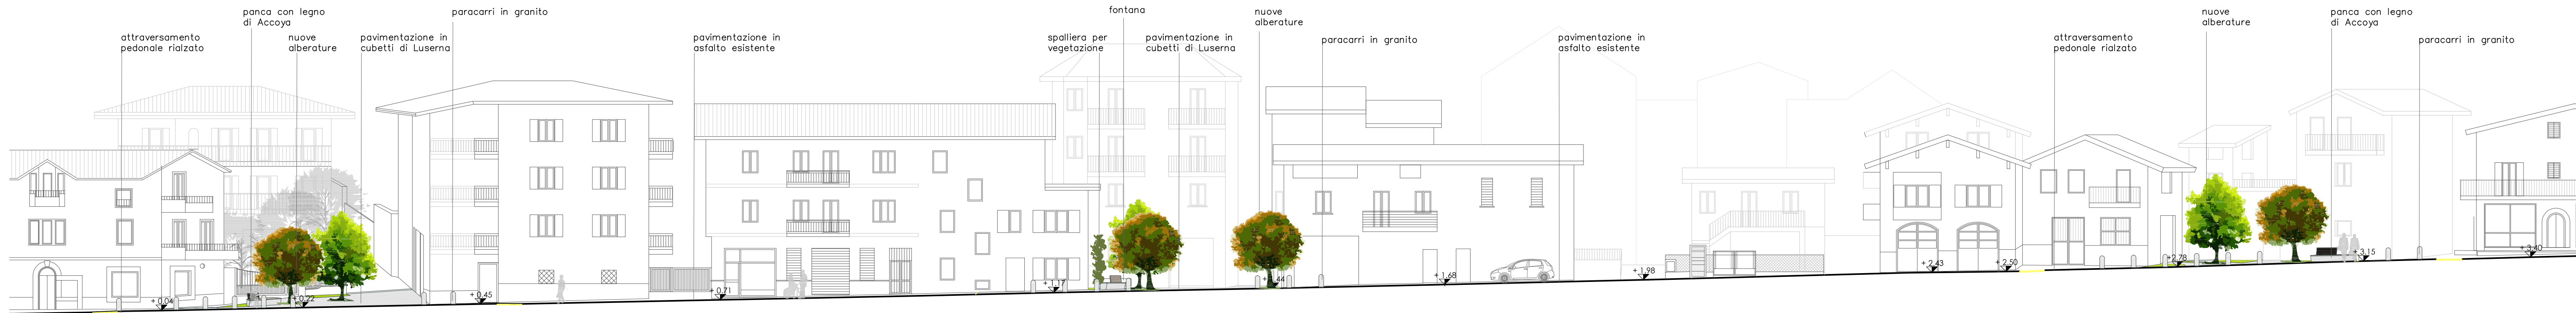 attraversamento
pedonale rialzato
panca con legno
di Accoya
nuove
alberature
pavimentazione in
cubetti di Luserna
paracarri in granito
pavimentazione in
asfalto esistente
spalliera per
vegetazione
fontana
pavimentazione in
cubetti di Luserna
nuove
alberature
paracarri in granito
pavimentazione in
asfalto esistente
attraversamento
pedonale rialzato
nuove
alberature
panca con legno
di Accoya
paracarri in granito
+ 0,04
+ 0,22
+ 0,45
+ 0,71
+ 1,17
+ 1,44
+ 1,68
+ 1,98
+ 2,43
+ 2,50
+ 2,78
+ 3,15
+ 3,40